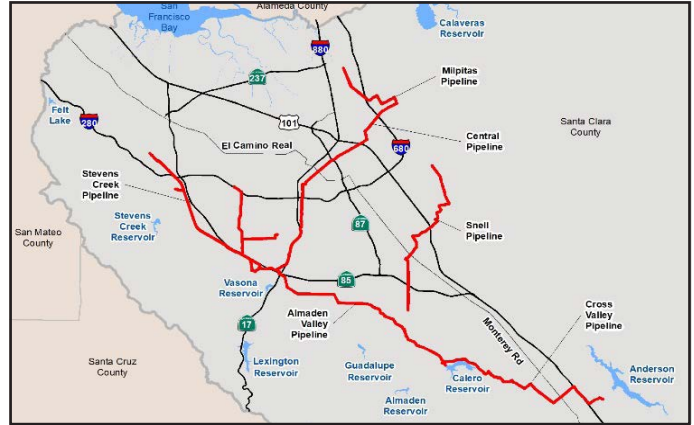 Alameda County
San
Francisco
Bay
Calaveras
Reservoir
880
237
Milpitas
Pipeline
Felt
Lake
280
101
Santa Clara
County
El Camino Real
Central
Pipeline
680
Stevens
Creek
Pipeline
Stevens
Creek
Reservoir
San Mateo
County
87
Snell
Pipeline
Vasona
Reservoir
85
Almaden
Valley
Pipeline
Cross
Valley
Pipeline
17
Monterey Rd
Santa Cruz
County
Lexington
Reservoir
Guadalupe
Reservoir
Calero
Reservoir
Anderson
Reservoir
Almaden
Reservoir